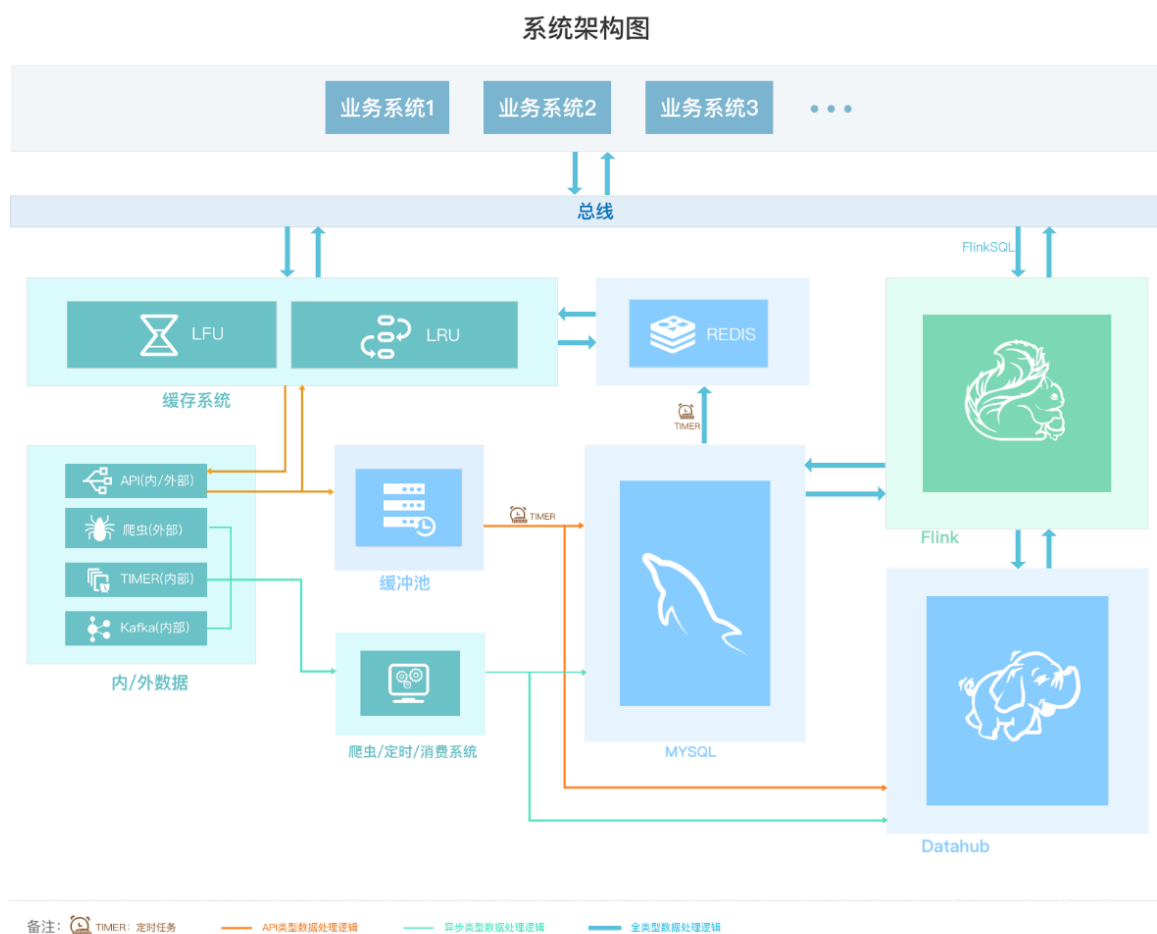 系统架构图
业务系统1
业务系统2
业务系统3
总线
FlinkSQL
LFU
LRU
REDIS
缓存系统
TIMER
API(内/外部)
爬虫(外部)
TIMER(内部)
Kafka(内部)
内/外数据
缓冲池
TIMER
爬虫/定时/消费系统
MYSQL
Flink
Datahub
备注：
TIMER：定时任务
API类型数据处理逻辑
异步类型数据处理逻辑
全类型数据处理逻辑